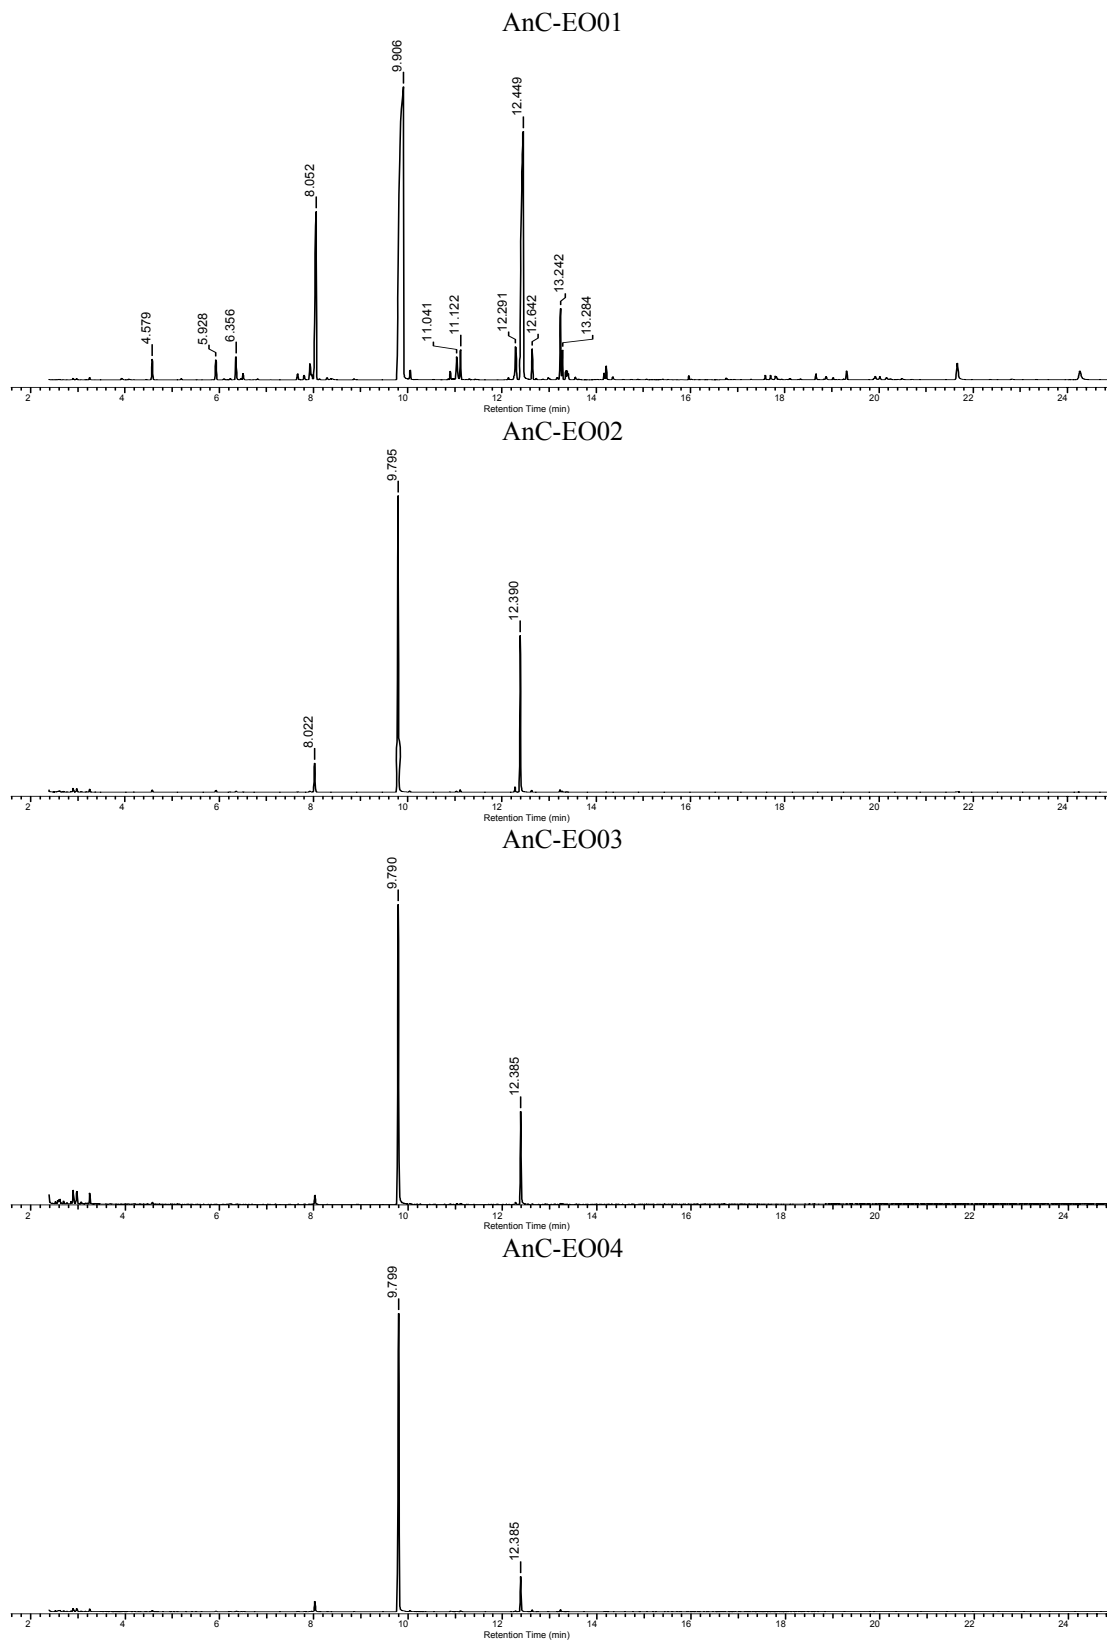 AnC-EO01
9.906
12.449
8.052
13.242
12.291
12.642
13.284
11.041
11.122
4.579
5.928
6.356
2 4 6 8 10 12 14 16 18 20 22 24
Retention Time (min)
AnC-EO02
9.795
12.390
8.022
2 4 6 8 10 12 14 16 18 20 22 24
Retention Time (min)
AnC-EO03
9.790
12.385
2 4 6 8 10 12 14 16 18 20 22 24
Retention Time (min)
AnC-EO04
9.799
12.385
2 4 6 8 10 12 14 16 18 20 22 24
Retention Time (min)